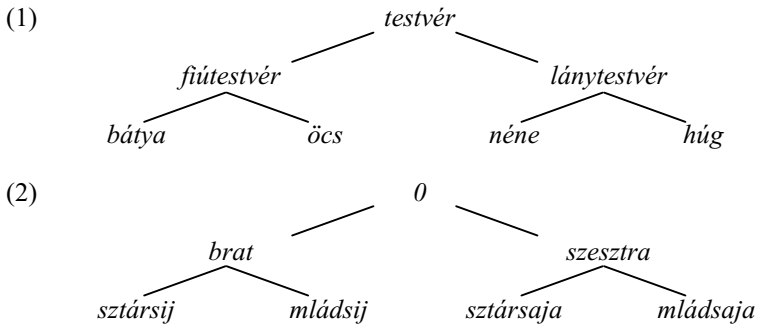 (1) testvér
fiútestvér lánytestvér
bátya öcs néne húg
(2) 0
brat szesztra
sztársij mládsij sztársaja mládsaja